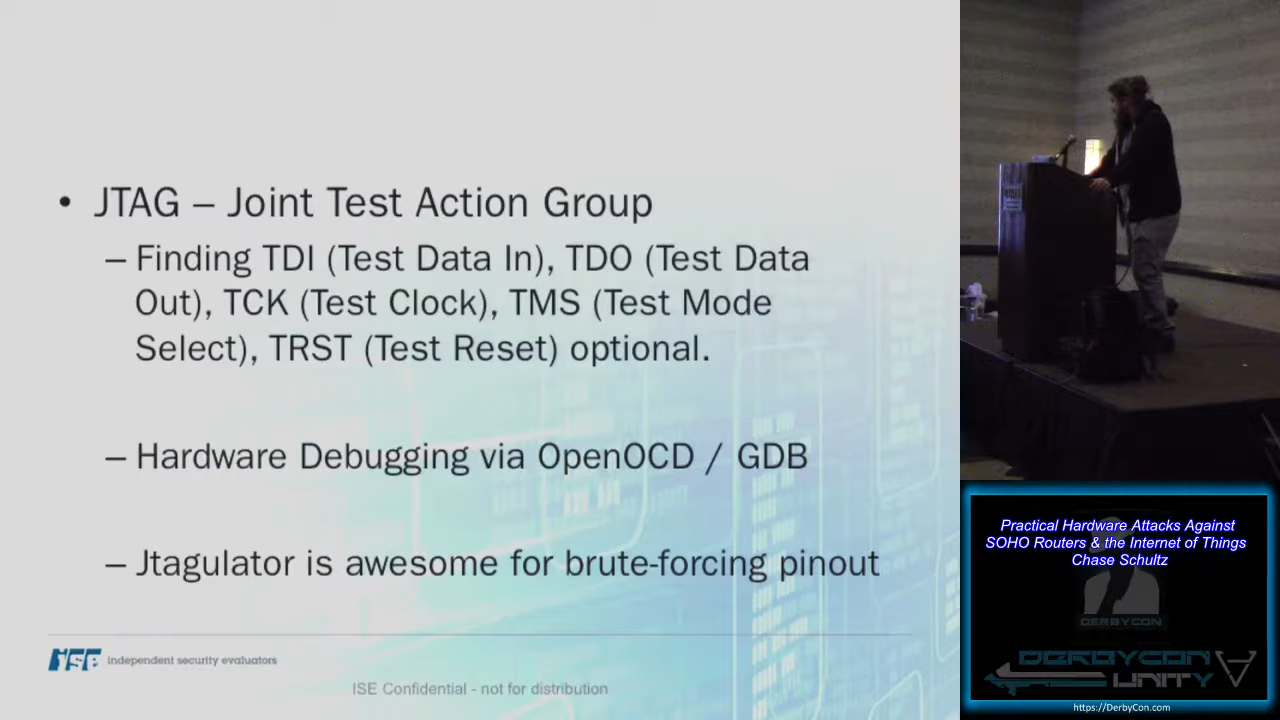 • JTAG – Joint Test Action Group
– Finding TDI (Test Data In), TDO (Test Data
Out), TCK (Test Clock), TMS (Test Mode
Select), TRST (Test Reset) optional.
– Hardware Debugging via OpenOCD / GDB
– Jtagulator is awesome for brute-forcing pinout
ISE independent security evaluators
ISE Confidential - not for distribution
Practical Hardware Attacks Against
SOHO Routers & the Internet of Things
Chase Schultz
DERBYCON
DERBYCON
UNITY
https://DerbyCon.com